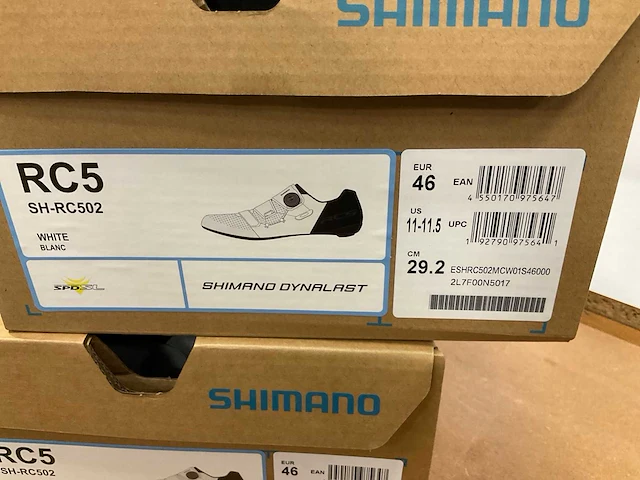 SHIMANO
RC5
SH-RC502
WHITE
BLANC
SPD-SL
SHIMANO DYNALAST
EUR
46
EAN
4 550170 975647
US
11-11.5
UPC
1 92790 97564 1
CM
29.2
ESHRC502MCW01S46000
2L7F00N5017
SHIMANO
RC5
SH-RC502
EUR
46
EAN